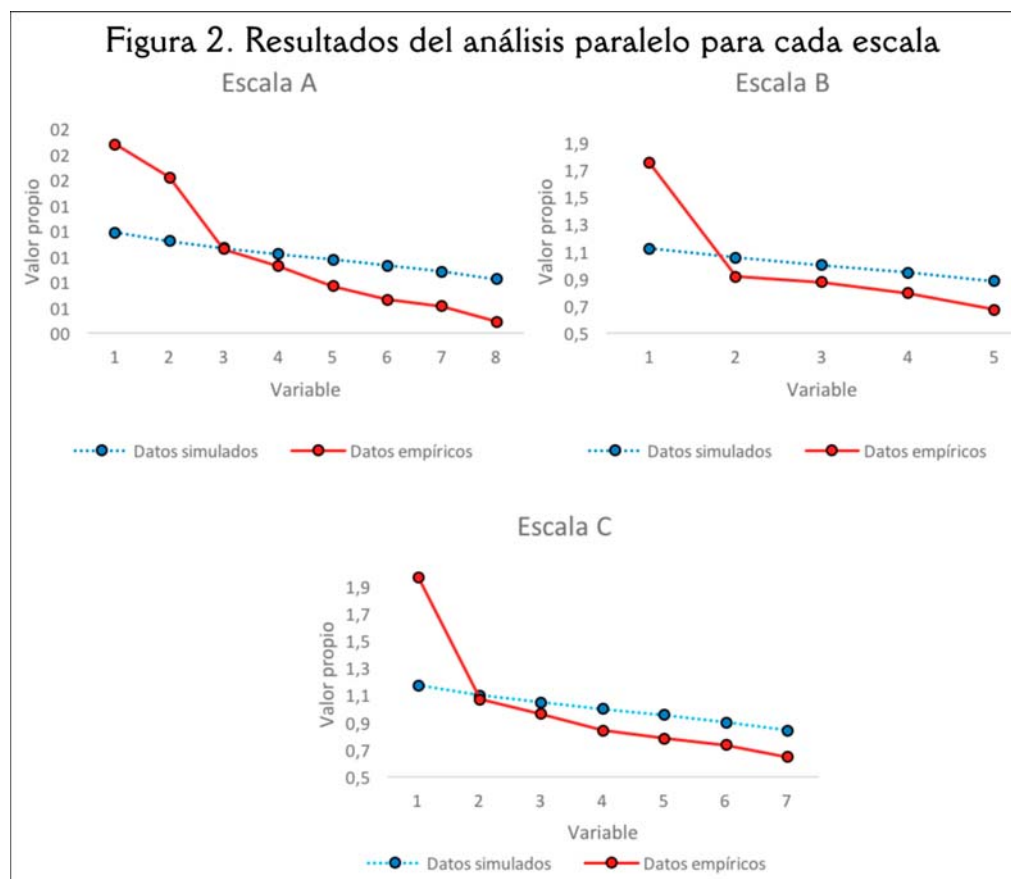 Figura 2. Resultados del análisis paralelo para cada escala
Escala A
Valor propio
02
02
02
01
01
01
01
01
00
1 2 3 4 5 6 7 8
Variable
Datos simulados Datos empíricos
Escala B
Valor propio
1,9
1,7
1,5
1,3
1,1
0,9
0,7
0,5
1 2 3 4 5
Variable
Datos simulados Datos empíricos
Escala C
Valor propio
1,9
1,7
1,5
1,3
1,1
0,9
0,7
0,5
1 2 3 4 5 6 7
Variable
Datos simulados Datos empíricos